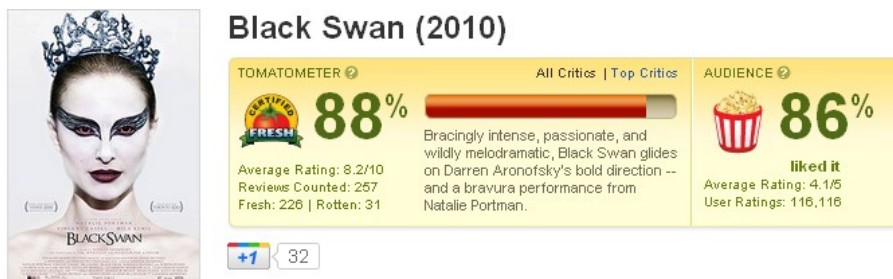 Black Swan (2010)
TOMATOMETER ?
All Critics | Top Critics
CERTIFIED
FRESH
88%
Bracingly intense, passionate, and
wildly melodramatic, Black Swan glides
on Darren Aronofsky's bold direction --
and a bravura performance from
Natalie Portman.
Average Rating: 8.2/10
Reviews Counted: 257
Fresh: 226 | Rotten: 31
AUDIENCE ?
86%
liked it
Average Rating: 4.1/5
User Ratings: 116,116
NATALIE PORTMAN
BLACK SWAN
+1
32